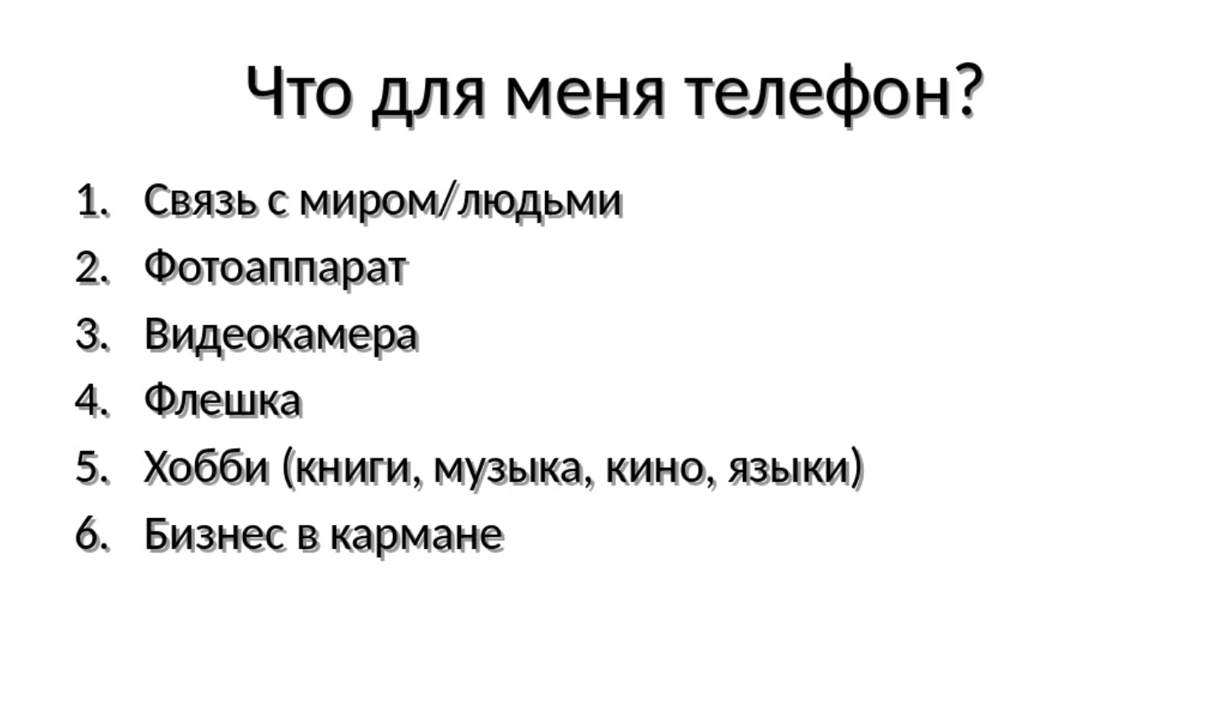 Что для меня телефон?
1. Связь с миром/людьми
2. Фотоаппарат
3. Видеокамера
4. Флешка
5. Хобби (книги, музыка, кино, языки)
6. Бизнес в кармане